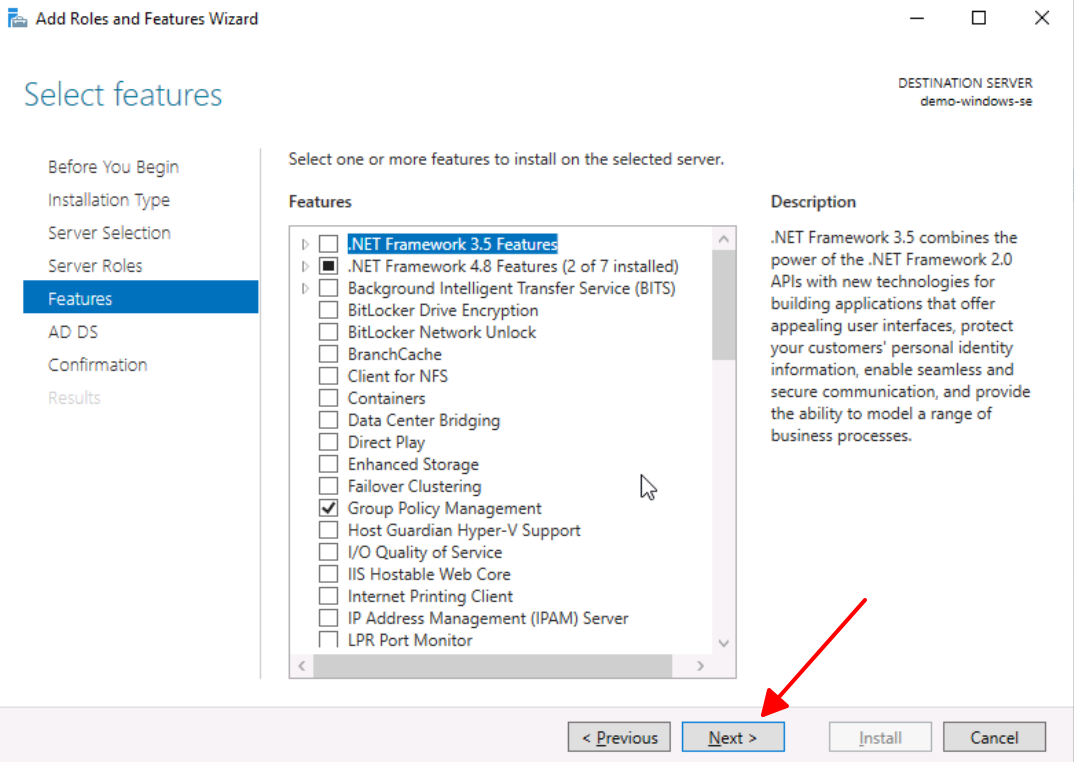 Add Roles and Features Wizard
Select features
DESTINATION SERVER
demo-windows-se
Before You Begin
Installation Type
Server Selection
Server Roles
Features
AD DS
Confirmation
Results
Select one or more features to install on the selected server.
Features
.NET Framework 3.5 Features
.NET Framework 4.8 Features (2 of 7 installed)
Background Intelligent Transfer Service (BITS)
BitLocker Drive Encryption
BitLocker Network Unlock
BranchCache
Client for NFS
Containers
Data Center Bridging
Direct Play
Enhanced Storage
Failover Clustering
Group Policy Management
Host Guardian Hyper-V Support
I/O Quality of Service
IIS Hostable Web Core
Internet Printing Client
IP Address Management (IPAM) Server
LPR Port Monitor
Description
.NET Framework 3.5 combines the
power of the .NET Framework 2.0
APIs with new technologies for
building applications that offer
appealing user interfaces, protect
your customers' personal identity
information, enable seamless and
secure communication, and provide
the ability to model a range of
business processes.
< Previous
Next >
Install
Cancel